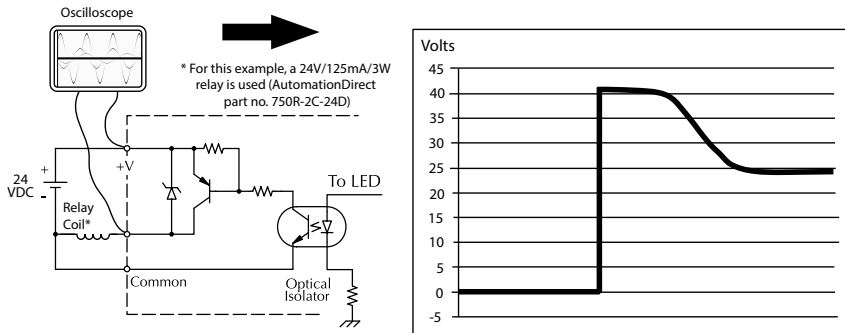 Oscilloscope
* For this example, a 24V/125mA/3W
relay is used (AutomationDirect
part no. 750R-2C-24D)
+V
+
24
VDC
-
Relay
Coil*
To LED
Common
Optical
Isolator
Volts
45
40
35
30
25
20
15
10
5
0
-5